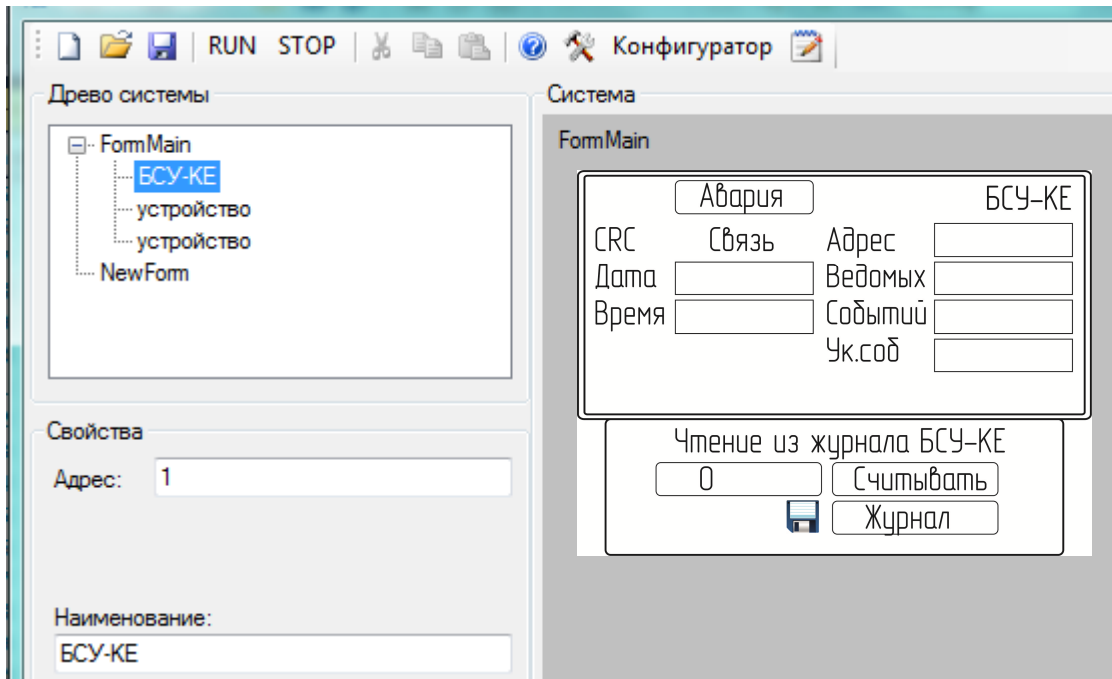 RUN STOP Конфигуратор
Древо системы
FormMain
БСУ-КЕ
устройство
устройство
NewForm
Свойства
Адрес: 1
Наименование:
БСУ-КЕ
Система
FormMain
Авария БСУ-КЕ
CRC Связь Адрес
Дата Ведомых
Время Событий
Ук.соб
Чтение из журнала БСУ-КЕ
0 Считывать
Журнал